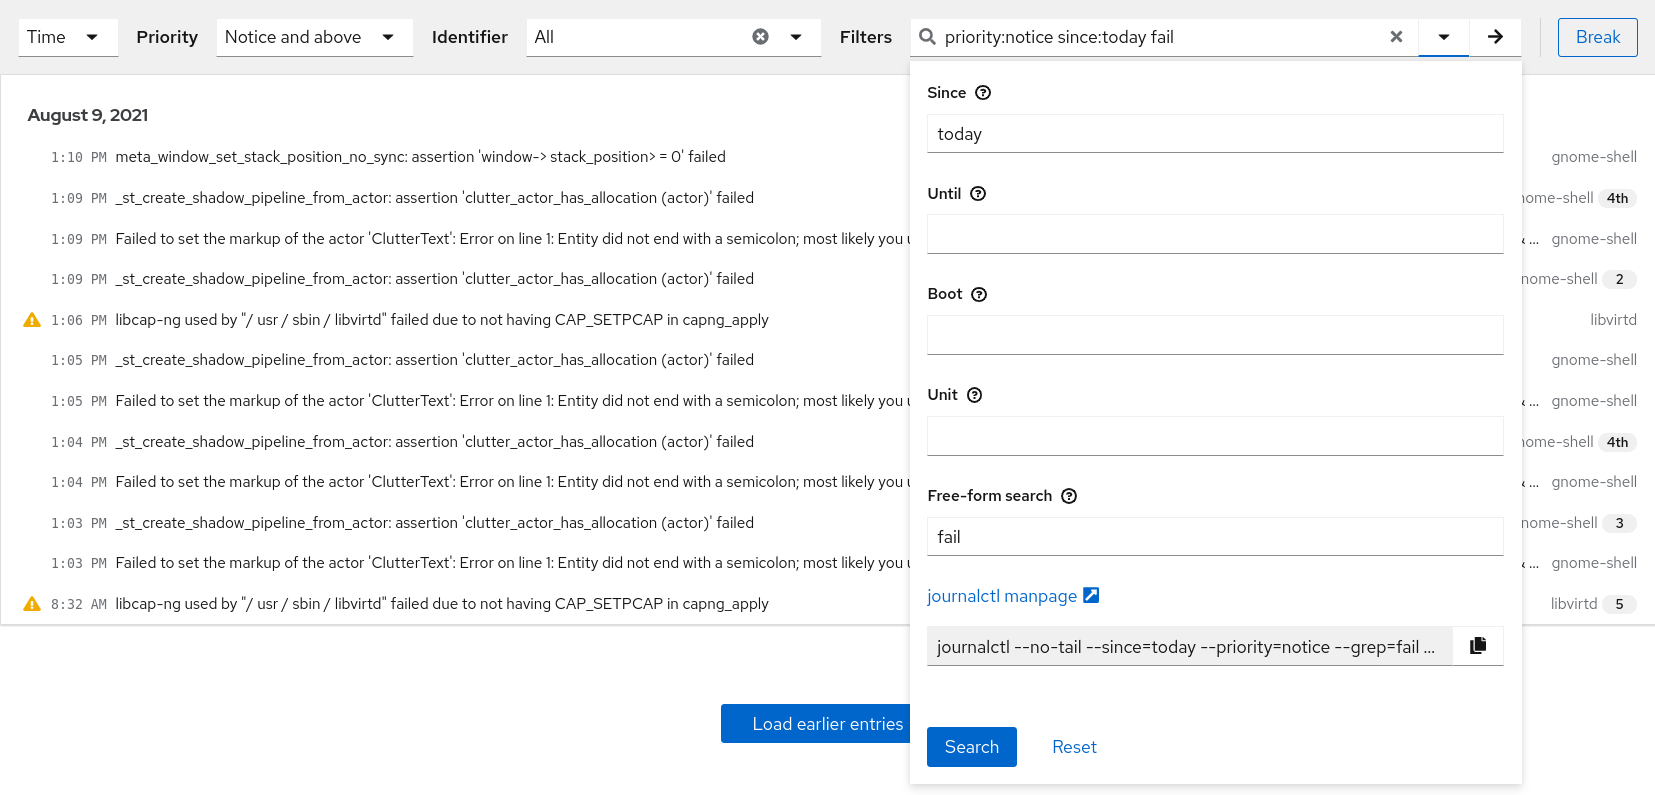 Time Priority Notice and above Identifier All Filters priority:notice since:today fail Break
August 9, 2021
1:10 PM meta_window_set_stack_position_no_sync: assertion 'window-> stack_position> = 0' failed gnome-shell
1:09 PM _st_create_shadow_pipeline_from_actor: assertion 'clutter_actor_has_allocation (actor)' failed ome-shell 4th
1:09 PM Failed to set the markup of the actor 'ClutterText': Error on line 1: Entity did not end with a semicolon; most likely you & ... gnome-shell
1:09 PM _st_create_shadow_pipeline_from_actor: assertion 'clutter_actor_has_allocation (actor)' failed nome-shell 2
1:06 PM libcap-ng used by "/ usr / sbin / libvirtd" failed due to not having CAP_SETPCAP in capng_apply libvirtd
1:05 PM _st_create_shadow_pipeline_from_actor: assertion 'clutter_actor_has_allocation (actor)' failed gnome-shell
1:05 PM Failed to set the markup of the actor 'ClutterText': Error on line 1: Entity did not end with a semicolon; most likely you & ... gnome-shell
1:04 PM _st_create_shadow_pipeline_from_actor: assertion 'clutter_actor_has_allocation (actor)' failed ome-shell 4th
1:04 PM Failed to set the markup of the actor 'ClutterText': Error on line 1: Entity did not end with a semicolon; most likely you & ... gnome-shell
1:03 PM _st_create_shadow_pipeline_from_actor: assertion 'clutter_actor_has_allocation (actor)' failed nome-shell 3
1:03 PM Failed to set the markup of the actor 'ClutterText': Error on line 1: Entity did not end with a semicolon; most likely you & ... gnome-shell
8:32 AM libcap-ng used by "/ usr / sbin / libvirtd" failed due to not having CAP_SETPCAP in capng_apply libvirtd 5
Load earlier entries
Since
today
Until
Boot
Unit
Free-form search
fail
journalctl manpage
journalctl --no-tail --since=today --priority=notice --grep=fail ...
Search Reset